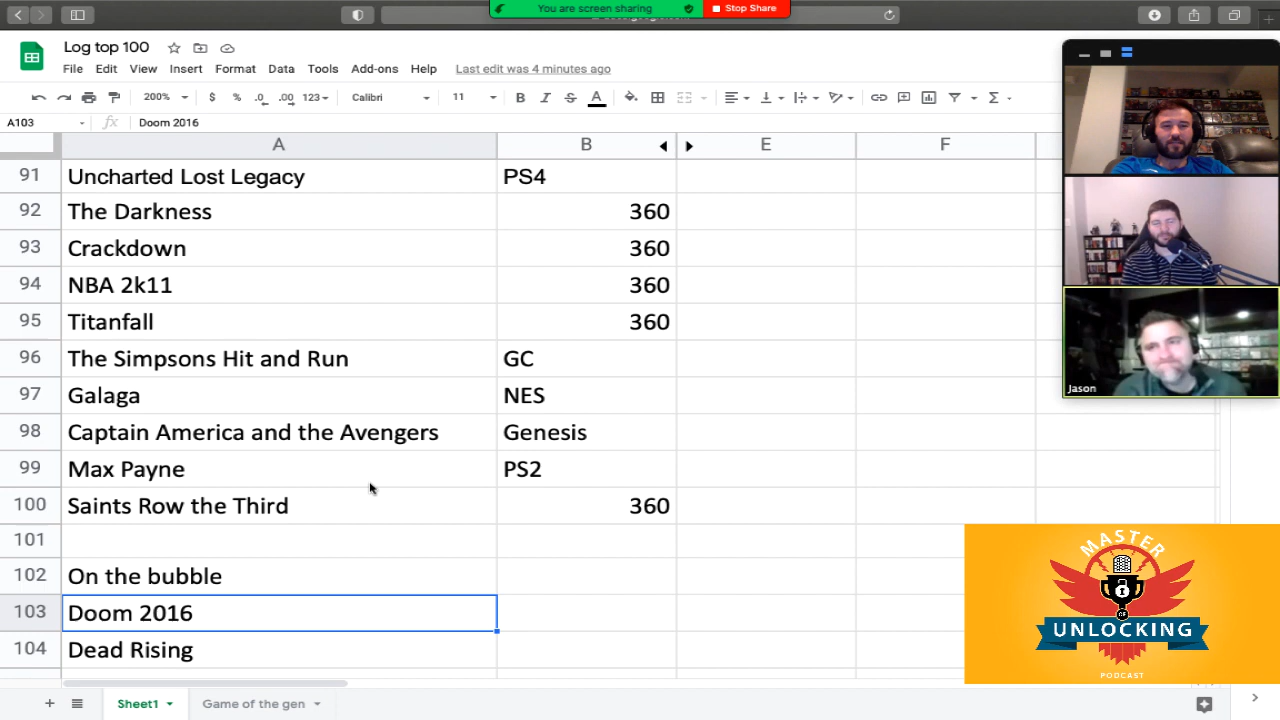 You are screen sharing
Stop Share
Log top 100
File Edit View Insert Format Data Tools Add-ons Help Last edit was 4 minutes ago
200% $ % .0 .00 123 Calibri 11 B I S A
A103 fx Doom 2016
A B E F
91 Uncharted Lost Legacy PS4
92 The Darkness 360
93 Crackdown 360
94 NBA 2k11 360
95 Titanfall 360
96 The Simpsons Hit and Run GC
97 Galaga NES
98 Captain America and the Avengers Genesis
99 Max Payne PS2
100 Saints Row the Third 360
101
102 On the bubble
103 Doom 2016
104 Dead Rising
Sheet1 Game of the gen
Jason
MASTER
OF
UNLOCKING
PODCAST